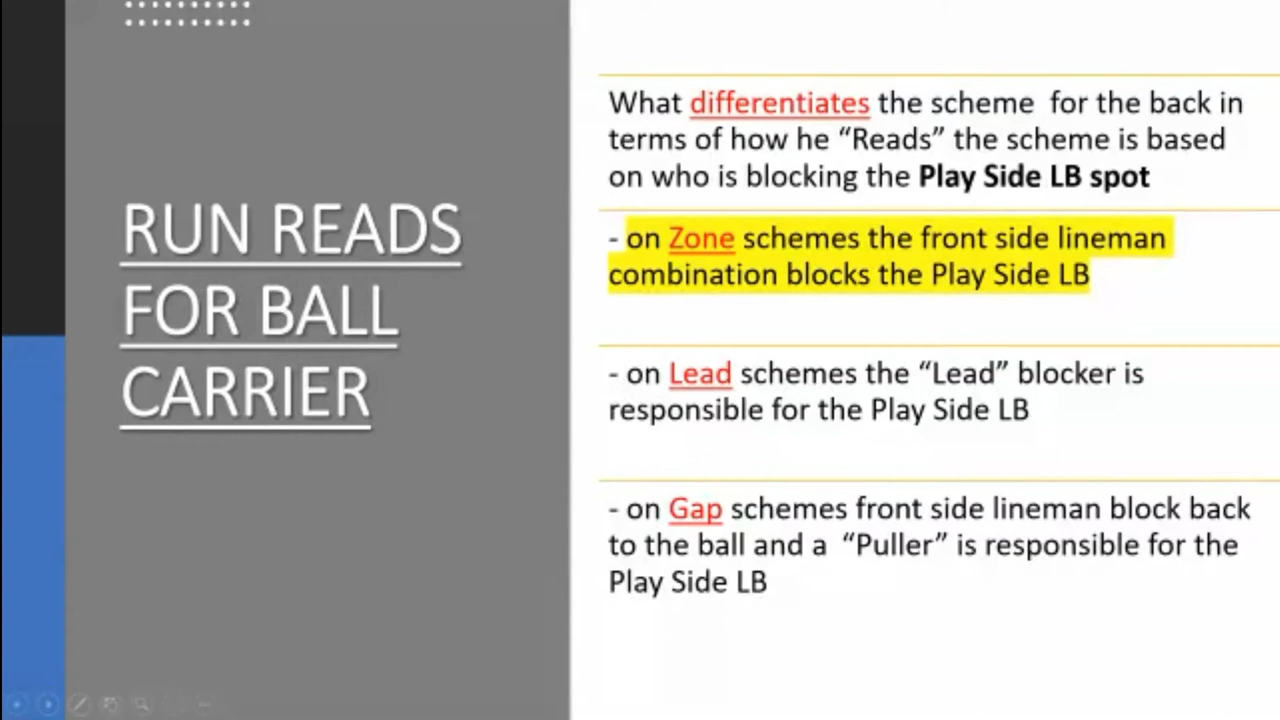 RUN READS
FOR BALL
CARRIER
What differentiates the scheme for the back in
terms of how he “Reads” the scheme is based
on who is blocking the Play Side LB spot
- on Zone schemes the front side lineman
combination blocks the Play Side LB
- on Lead schemes the “Lead” blocker is
responsible for the Play Side LB
- on Gap schemes front side lineman block back
to the ball and a “Puller” is responsible for the
Play Side LB